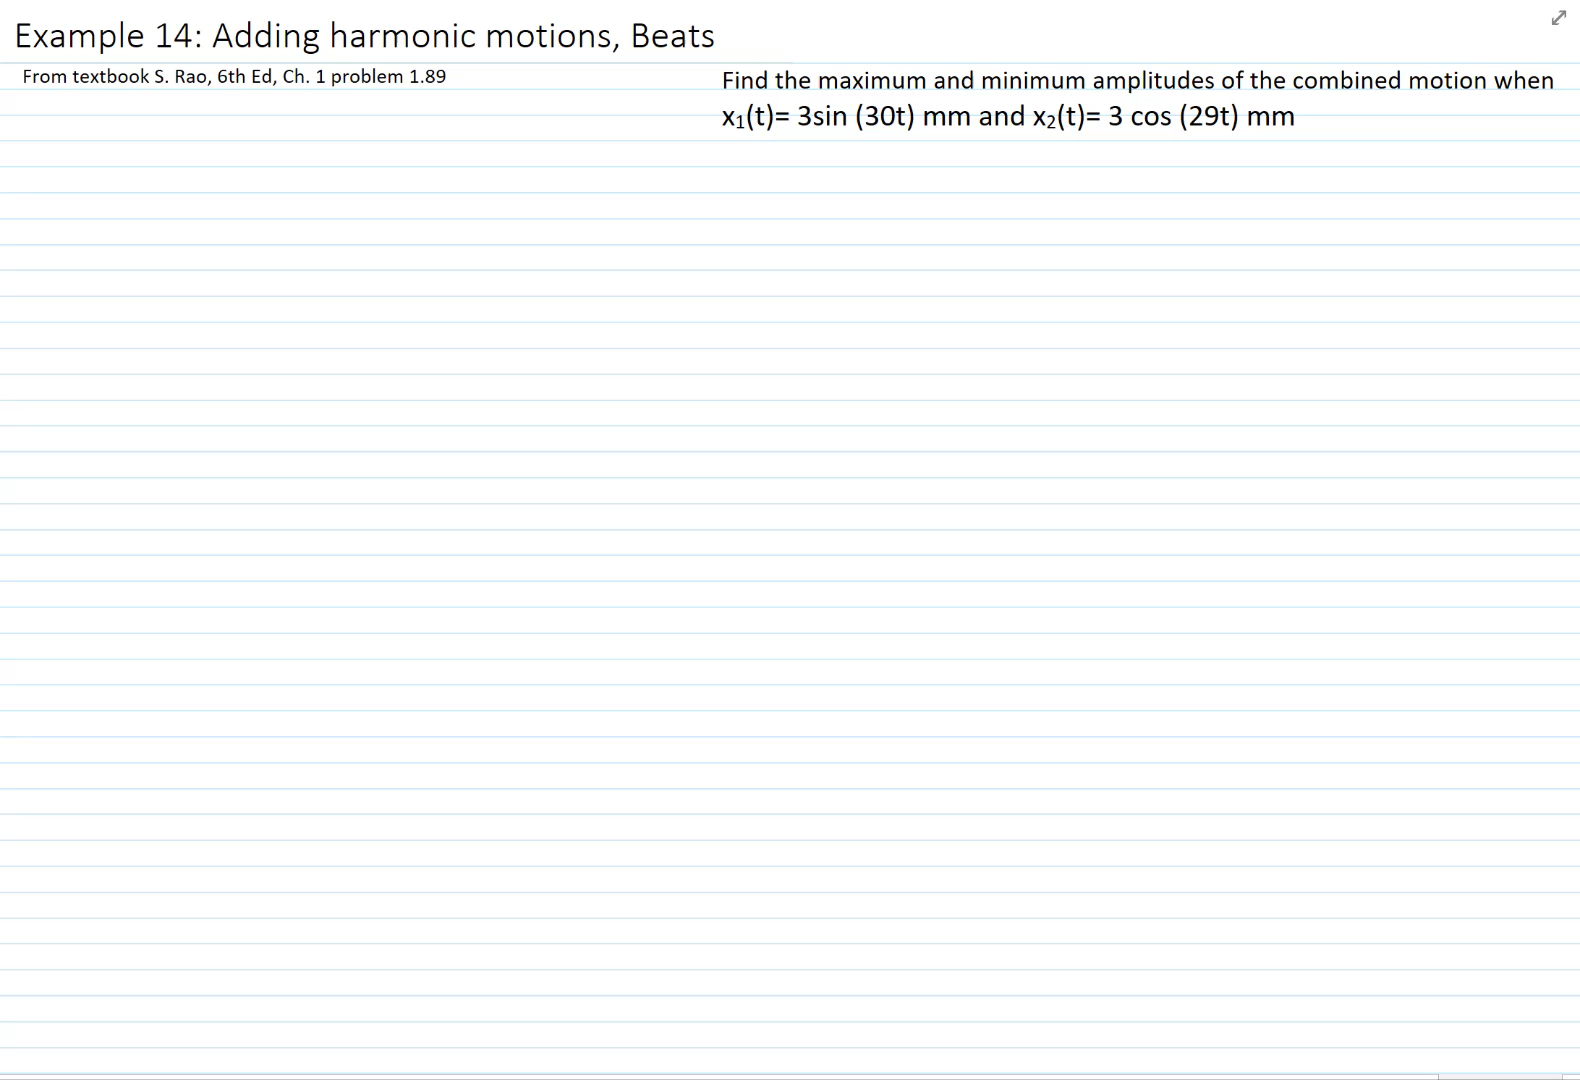 Example 14: Adding harmonic motions, Beats
From textbook S. Rao, 6th Ed, Ch. 1 problem 1.89
Find the maximum and minimum amplitudes of the combined motion when
x₁(t)= 3sin (30t) mm and x₂(t)= 3 cos (29t) mm